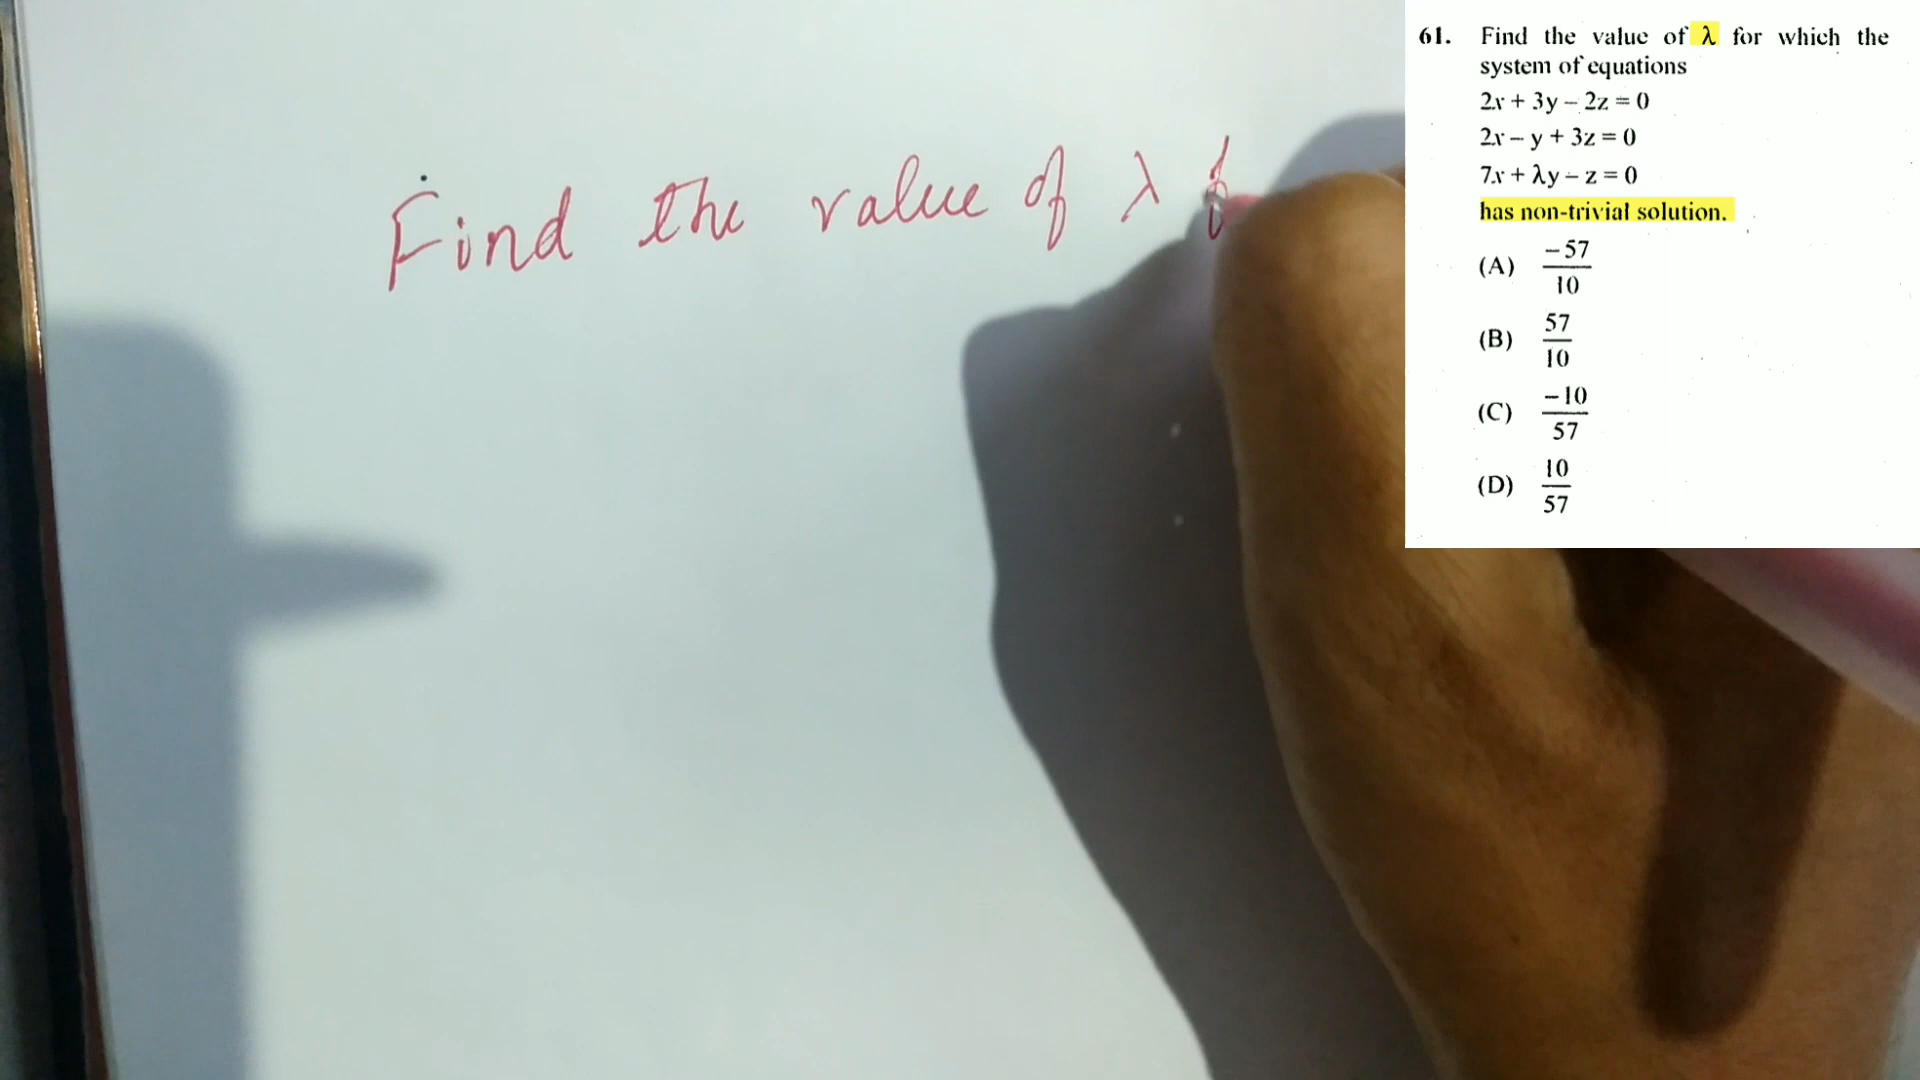 Find the value of λ f
61. Find the value of λ for which the
system of equations
2x + 3y – 2z = 0
2x – y + 3z = 0
7x + λy – z = 0
has non-trivial solution.
(A) –57/10
(B) 57/10
(C) –10/57
(D) 10/57